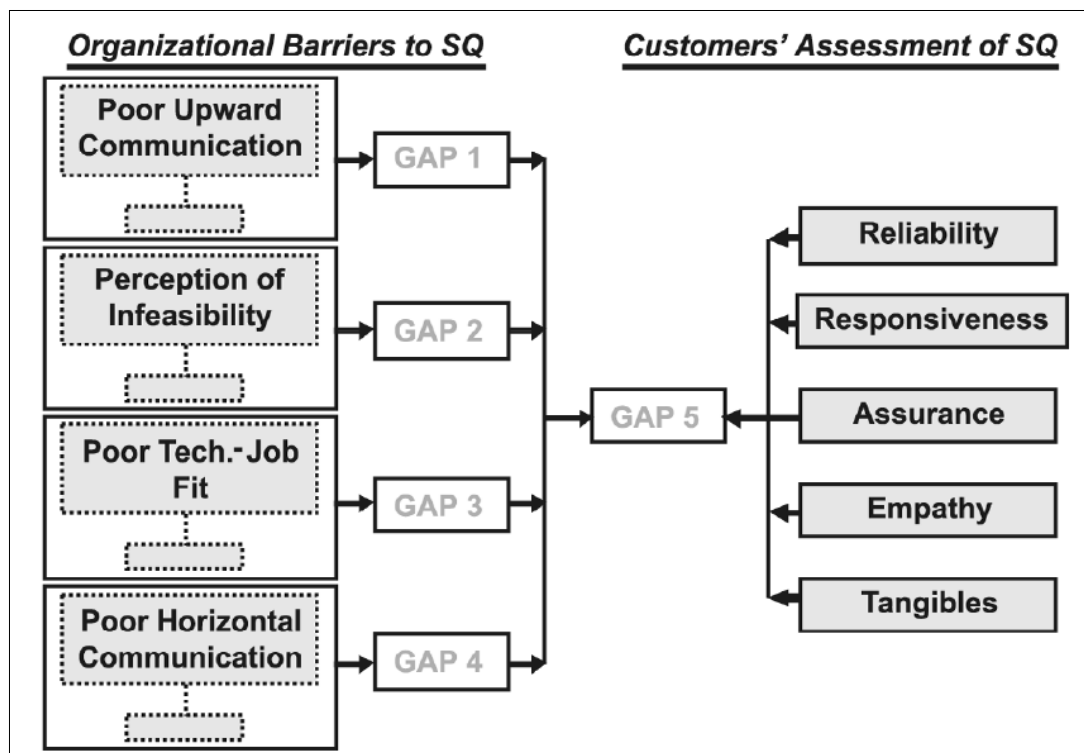 Organizational Barriers to SQ
Poor Upward
Communication
GAP 1
Perception of
Infeasibility
GAP 2
Poor Tech.-Job
Fit
GAP 3
Poor Horizontal
Communication
GAP 4
GAP 5
Customers' Assessment of SQ
Reliability
Responsiveness
Assurance
Empathy
Tangibles